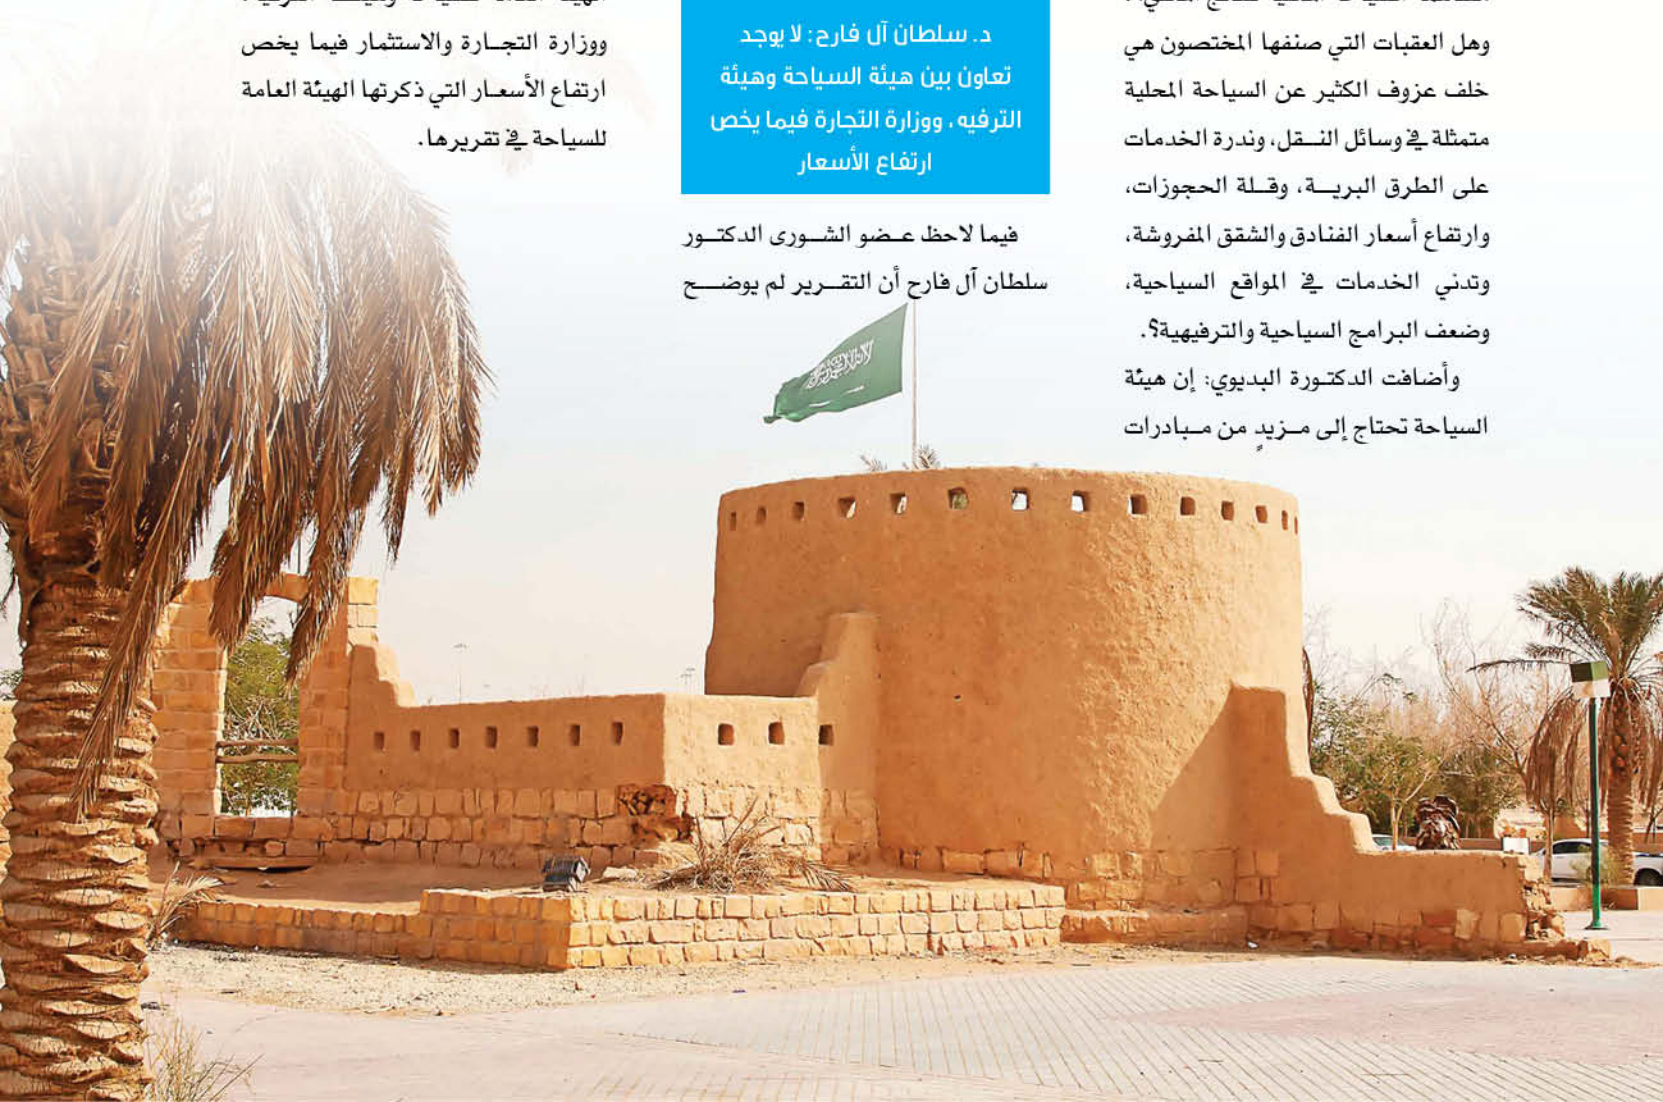 وهل العقبات التي صنفها المختصون هي
خلف عزوف الكثير عن السياحة المحلية
متمثلة في وسائل النقل، وندرة الخدمات
على الطرق البرية، وقلة الحجوزات،
وارتفاع أسعار الفنادق والشقق المفروشة،
وتدني الخدمات في المواقع السياحية،
وضعف البرامج السياحية والترفيهية؟.
وأضافت الدكتورة البديوي: إن هيئة
السياحة تحتاج إلى مزيدٍ من مبادرات
د. سلطان آل فارح: لا يوجد
تعاون بين هيئة السياحة وهيئة
الترفيه، ووزارة التجارة فيما يخص
ارتفاع الأسعار
فيما لاحظ عضو الشورى الدكتور
سلطان آل فارح أن التقرير لم يوضح
ووزارة التجارة والاستثمار فيما يخص
ارتفاع الأسعار التي ذكرتها الهيئة العامة
للسياحة في تقريرها.